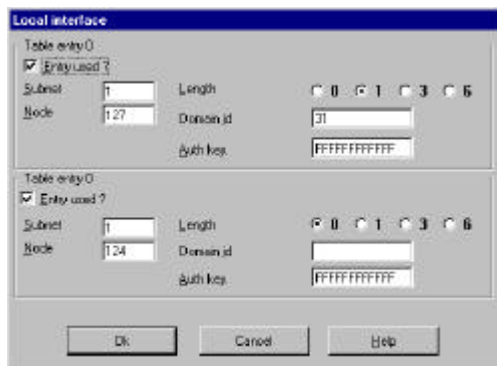 Local interface
Table entry 0
Entry used ?
Subnet 1 Length 0 1 3 6
Node 127 Domain id 31
Auth key. FFFFFFFFFFFF
Table entry 0
Entry used ?
Subnet 1 Length 0 1 3 6
Node 124 Domain id
Auth key. FFFFFFFFFFFF
Ok Cancel Help